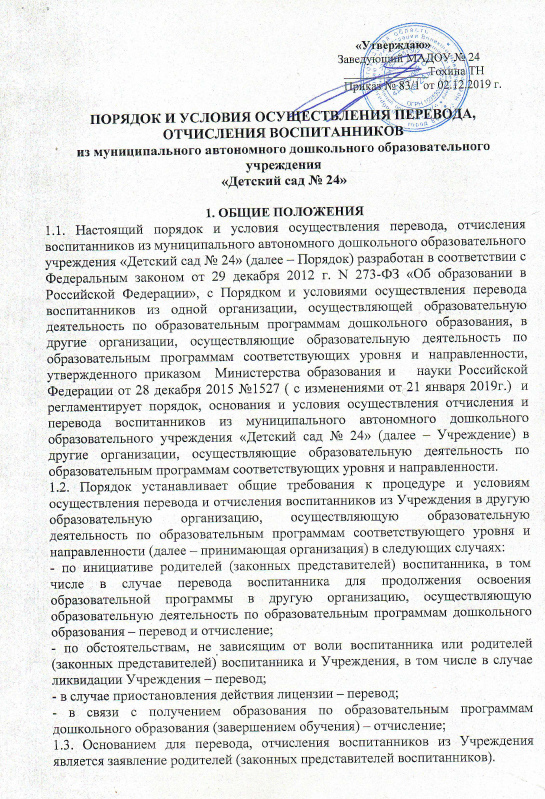 «Утверждаю»
Заведующий МАДОУ № 24
Тохина ТН
Приказ № 83/1 от 02.12.2019 г.
ПОРЯДОК И УСЛОВИЯ ОСУЩЕСТВЛЕНИЯ ПЕРЕВОДА,
ОТЧИСЛЕНИЯ ВОСПИТАННИКОВ
из муниципального автономного дошкольного образовательного
учреждения
«Детский сад № 24»
1. ОБЩИЕ ПОЛОЖЕНИЯ
1.1. Настоящий порядок и условия осуществления перевода, отчисления
воспитанников из муниципального автономного дошкольного образовательного
учреждения «Детский сад № 24» (далее – Порядок) разработан в соответствии с
Федеральным законом от 29 декабря 2012 г. N 273-ФЗ «Об образовании в
Российской Федерации», с Порядком и условиями осуществления перевода
воспитанников из одной организации, осуществляющей образовательную
деятельность по образовательным программам дошкольного образования, в
другие организации, осуществляющие образовательную деятельность по
образовательным программам соответствующих уровня и направленности,
утвержденного приказом Министерства образования и науки Российской
Федерации от 28 декабря 2015 №1527 ( с изменениями от 21 января 2019г.) и
регламентирует порядок, основания и условия осуществления отчисления и
перевода воспитанников из муниципального автономного дошкольного
образовательного учреждения «Детский сад № 24» (далее – Учреждение) в
другие организации, осуществляющие образовательную деятельность по
образовательным программам соответствующих уровня и направленности.
1.2. Порядок устанавливает общие требования к процедуре и условиям
осуществления перевода и отчисления воспитанников из Учреждения в другую
образовательную организацию, осуществляющую образовательную
деятельность по образовательным программам соответствующего уровня и
направленности (далее – принимающая организация) в следующих случаях:
- по инициативе родителей (законных представителей) воспитанника, в том
числе в случае перевода воспитанника для продолжения освоения
образовательной программы в другую организацию, осуществляющую
образовательную деятельность по образовательным программам дошкольного
образования – перевод и отчисление;
- по обстоятельствам, не зависящим от воли воспитанника или родителей
(законных представителей) воспитанника и Учреждения, в том числе в случае
ликвидации Учреждения – перевод;
- в случае приостановления действия лицензии – перевод;
- в связи с получением образования по образовательным программам
дошкольного образования (завершением обучения) – отчисление;
1.3. Основанием для перевода, отчисления воспитанников из Учреждения
является заявление родителей (законных представителей воспитанников).